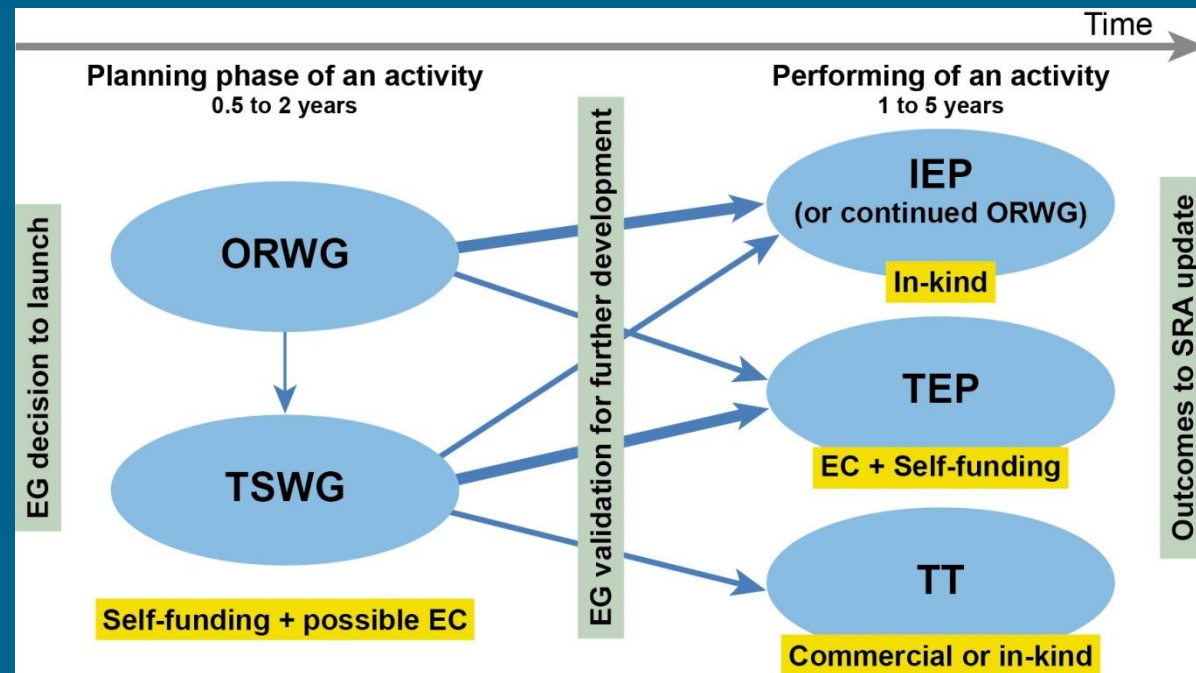 Time
Planning phase of an activity
0.5 to 2 years
Performing of an activity
1 to 5 years
EG decision to launch
ORWG
TSWG
Self-funding + possible EC
EG validation for further development
IEP
(or continued ORWG)
In-kind
TEP
EC + Self-funding
TT
Commercial or in-kind
Outcomes to SRA update